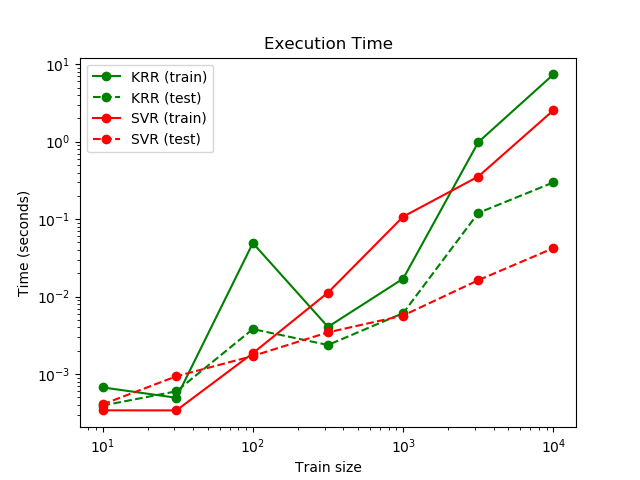 Execution Time
KRR (train)
KRR (test)
SVR (train)
SVR (test)
10¹
10⁰
10⁻¹
10⁻²
10⁻³
Time (seconds)
10¹
10²
10³
10⁴
Train size